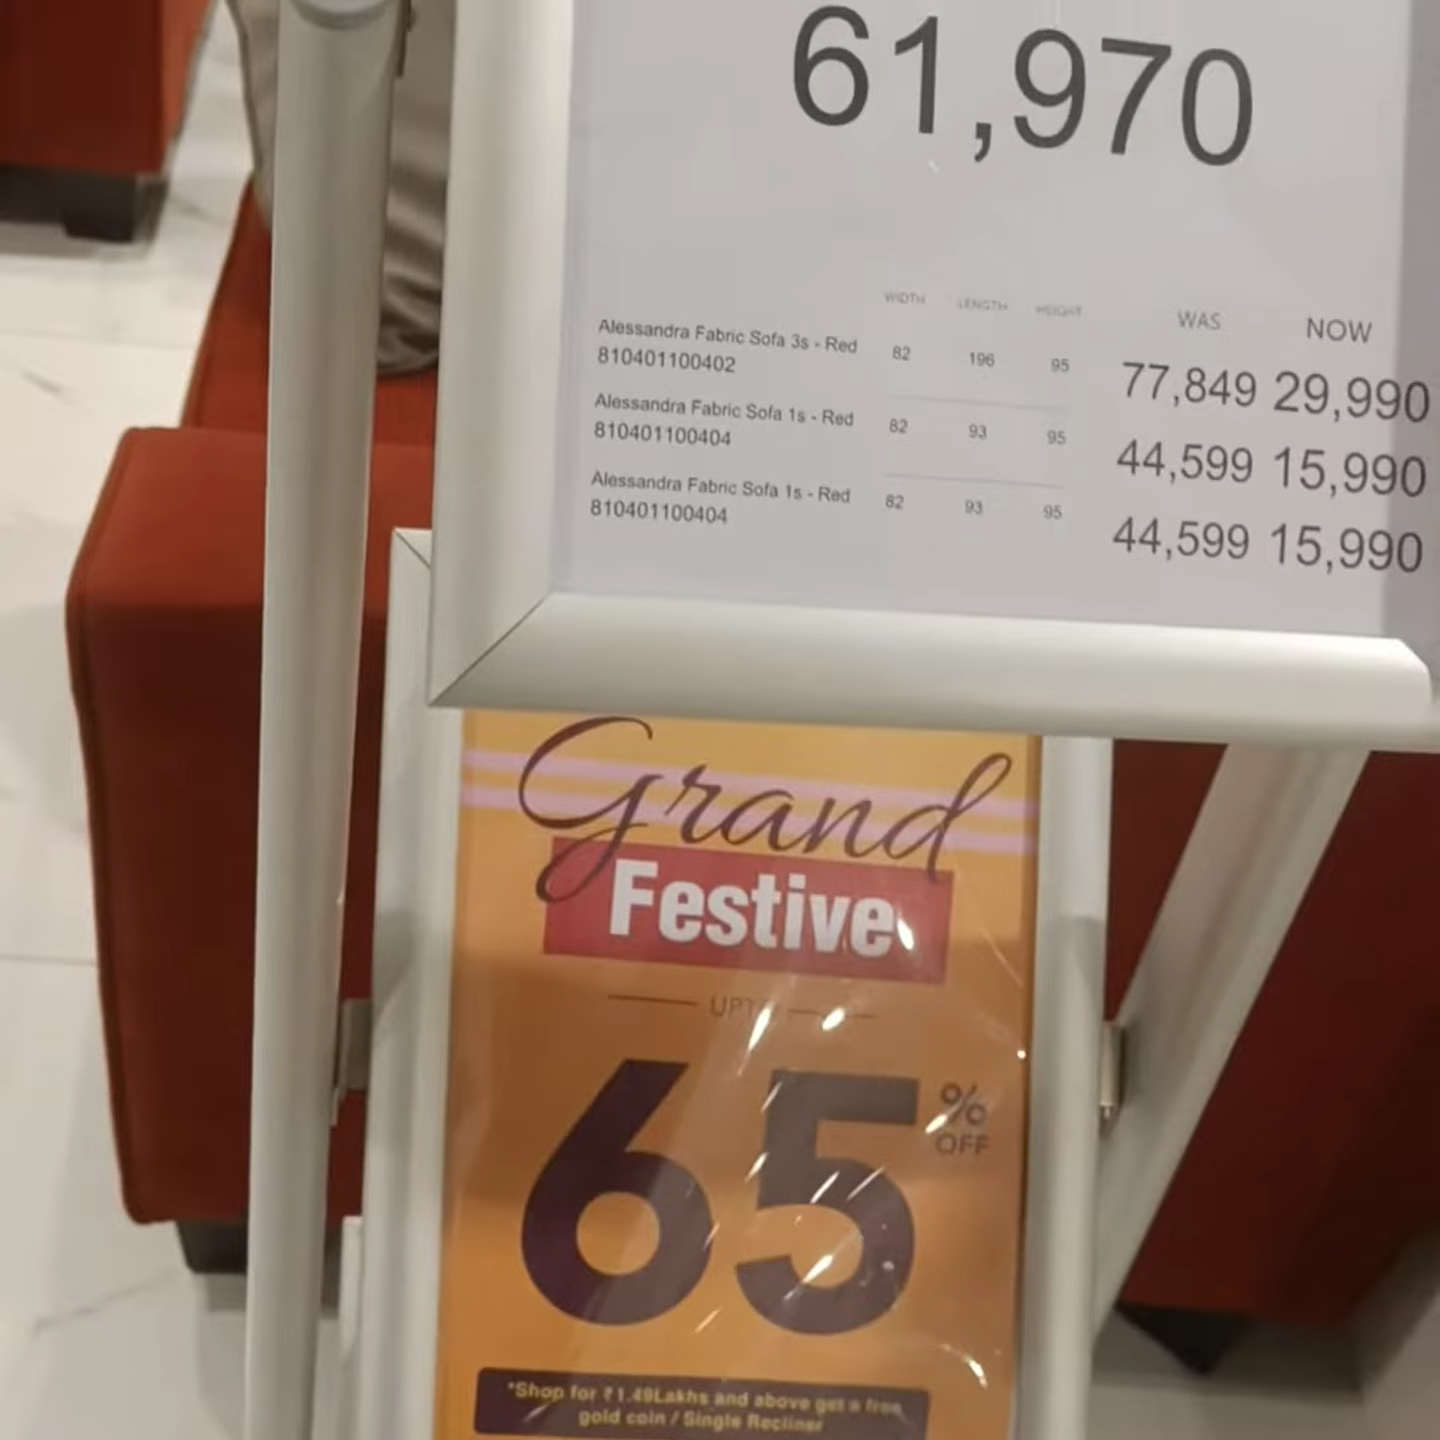 61,970
WIDTH LENGTH HEIGHT WAS NOW
Alessandra Fabric Sofa 3s - Red 82 196 95 77,849 29,990
810401100402
Alessandra Fabric Sofa 1s - Red 82 93 95 44,599 15,990
810401100404
Alessandra Fabric Sofa 1s - Red 82 93 95 44,599 15,990
810401100404
Grand
Festive
65
%
OFF
*Shop for ₹1.49Lakhs and above get a free
gold coin / Single Recliner